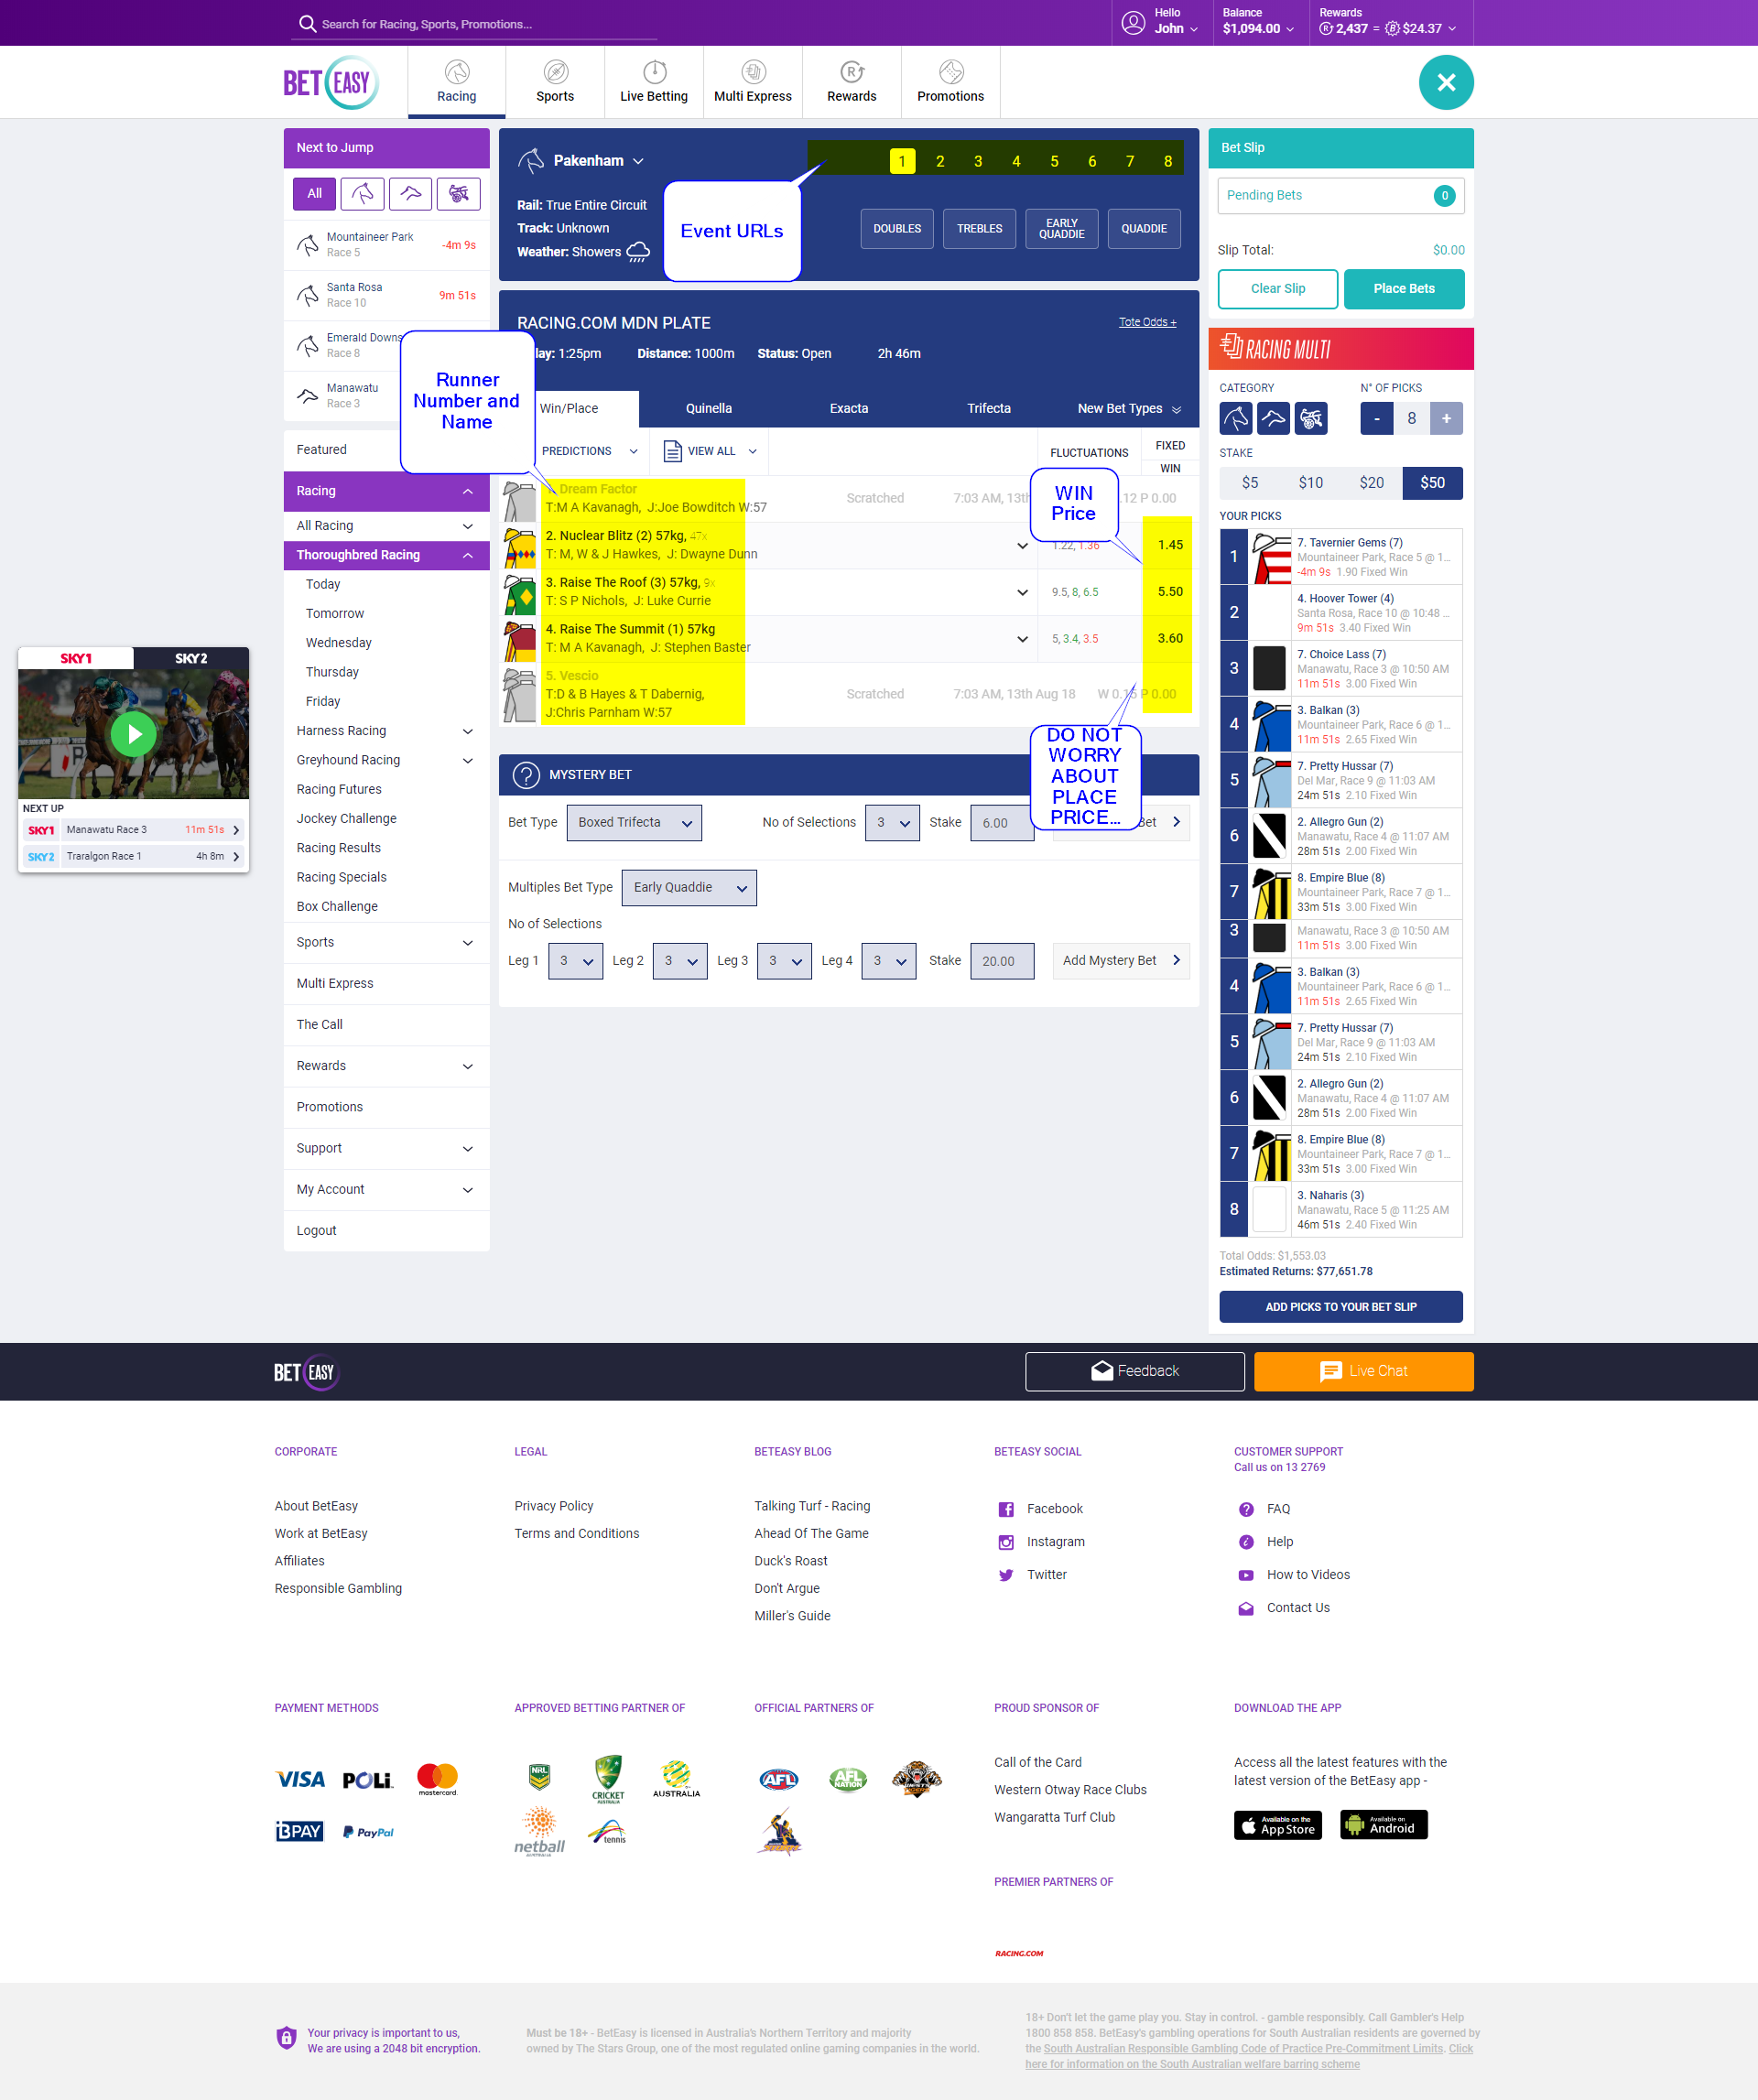 Search for Racing, Sports, Promotions...
Hello
John
Balance
$1,094.00
Rewards
2,437 = $24.37
BET EASY
Racing
Sports
Live Betting
Multi Express
Rewards
Promotions
Next to Jump
All
Mountaineer Park
Race 5
-4m 9s
Santa Rosa
Race 10
9m 51s
Emerald Downs
Race 8
Manawatu
Race 3
Featured
Racing
All Racing
Thoroughbred Racing
Today
Tomorrow
Wednesday
Thursday
Friday
Harness Racing
Greyhound Racing
Racing Futures
Jockey Challenge
Racing Results
Racing Specials
Box Challenge
Sports
Multi Express
The Call
Rewards
Promotions
Support
My Account
Logout
SKY1
SKY2
NEXT UP
SKY1 Manawatu Race 3 11m 51s
SKY2 Traralgon Race 1 4h 8m
Pakenham
1 2 3 4 5 6 7 8
Rail: True Entire Circuit
Track: Unknown
Weather: Showers
Event URLs
DOUBLES
TREBLES
EARLY
QUADDIE
QUADDIE
RACING.COM MDN PLATE
Tote Odds +
lay: 1:25pm
Distance: 1000m
Status: Open
2h 46m
Runner
Number and
Name
Win/Place
Quinella
Exacta
Trifecta
New Bet Types
PREDICTIONS
VIEW ALL
FLUCTUATIONS
FIXED
WIN
1. Dream Factor
T:M A Kavanagh, J:Joe Bowditch W:57
Scratched
7:03 AM, 13th
.12 P 0.00
WIN
Price
2. Nuclear Blitz (2) 57kg, 47x
T: M, W & J Hawkes, J: Dwayne Dunn
1.22, 1.36
1.45
3. Raise The Roof (3) 57kg, 9x
T: S P Nichols, J: Luke Currie
9.5, 8, 6.5
5.50
4. Raise The Summit (1) 57kg
T: M A Kavanagh, J: Stephen Baster
5, 3.4, 3.5
3.60
5. Vescio
T:D & B Hayes & T Dabernig,
J:Chris Parnham W:57
Scratched
7:03 AM, 13th Aug 18
W 0.15 P 0.00
DO NOT
WORRY
ABOUT
PLACE
PRICE...
MYSTERY BET
Bet Type
Boxed Trifecta
No of Selections
3
Stake
6.00
Bet
Multiples Bet Type
Early Quaddie
No of Selections
Leg 1 3 Leg 2 3 Leg 3 3 Leg 4 3 Stake 20.00
Add Mystery Bet
Bet Slip
Pending Bets
0
Slip Total:
$0.00
Clear Slip
Place Bets
RACING MULTI
CATEGORY
N° OF PICKS
- 8 +
STAKE
$5 $10 $20 $50
YOUR PICKS
1
7. Tavernier Gems (7)
Mountaineer Park, Race 5 @ 1...
-4m 9s 1.90 Fixed Win
2
4. Hoover Tower (4)
Santa Rosa, Race 10 @ 10:48 ...
9m 51s 3.40 Fixed Win
3
7. Choice Lass (7)
Manawatu, Race 3 @ 10:50 AM
11m 51s 3.00 Fixed Win
4
3. Balkan (3)
Mountaineer Park, Race 6 @ 1...
11m 51s 2.65 Fixed Win
5
7. Pretty Hussar (7)
Del Mar, Race 9 @ 11:03 AM
24m 51s 2.10 Fixed Win
6
2. Allegro Gun (2)
Manawatu, Race 4 @ 11:07 AM
28m 51s 2.00 Fixed Win
7
8. Empire Blue (8)
Mountaineer Park, Race 7 @ 1...
33m 51s 3.00 Fixed Win
3
Manawatu, Race 3 @ 10:50 AM
11m 51s 3.00 Fixed Win
4
3. Balkan (3)
Mountaineer Park, Race 6 @ 1...
11m 51s 2.65 Fixed Win
5
7. Pretty Hussar (7)
Del Mar, Race 9 @ 11:03 AM
24m 51s 2.10 Fixed Win
6
2. Allegro Gun (2)
Manawatu, Race 4 @ 11:07 AM
28m 51s 2.00 Fixed Win
7
8. Empire Blue (8)
Mountaineer Park, Race 7 @ 1...
33m 51s 3.00 Fixed Win
8
3. Naharis (3)
Manawatu, Race 5 @ 11:25 AM
46m 51s 2.40 Fixed Win
Total Odds: $1,553.03
Estimated Returns: $77,651.78
ADD PICKS TO YOUR BET SLIP
BET EASY
Feedback
Live Chat
CORPORATE
About BetEasy
Work at BetEasy
Affiliates
Responsible Gambling
LEGAL
Privacy Policy
Terms and Conditions
BETEASY BLOG
Talking Turf - Racing
Ahead Of The Game
Duck's Roast
Don't Argue
Miller's Guide
BETEASY SOCIAL
Facebook
Instagram
Twitter
CUSTOMER SUPPORT
Call us on 13 2769
FAQ
Help
How to Videos
Contact Us
PAYMENT METHODS
VISA
POLi
mastercard
BPAY
PayPal
APPROVED BETTING PARTNER OF
NRL
CRICKET
AUSTRALIA
AUSTRALIA
netball
AUSTRALIA
tennis
OFFICIAL PARTNERS OF
AFL
AFL
NATION
PROUD SPONSOR OF
Call of the Card
Western Otway Race Clubs
Wangaratta Turf Club
PREMIER PARTNERS OF
RACING.COM
DOWNLOAD THE APP
Access all the latest features with the
latest version of the BetEasy app -
Available on the
App Store
Available on
Android
Your privacy is important to us,
We are using a 2048 bit encryption.
Must be 18+ - BetEasy is licensed in Australia's Northern Territory and majority
owned by The Stars Group, one of the most regulated online gaming companies in the world.
18+ Don't let the game play you. Stay in control. - gamble responsibly. Call Gambler's Help
1800 858 858. BetEasy's gambling operations for South Australian residents are governed by
the South Australian Responsible Gambling Code of Practice Pre-Commitment Limits. Click
here for information on the South Australian welfare barring scheme